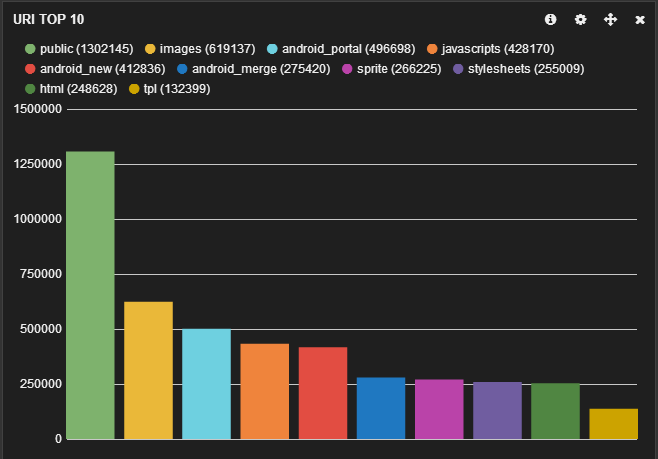 URI TOP 10
public (1302145) images (619137) android_portal (496698) javascripts (428170)
android_new (412836) android_merge (275420) sprite (266225) stylesheets (255009)
html (248628) tpl (132399)
1500000
1250000
1000000
750000
500000
250000
0